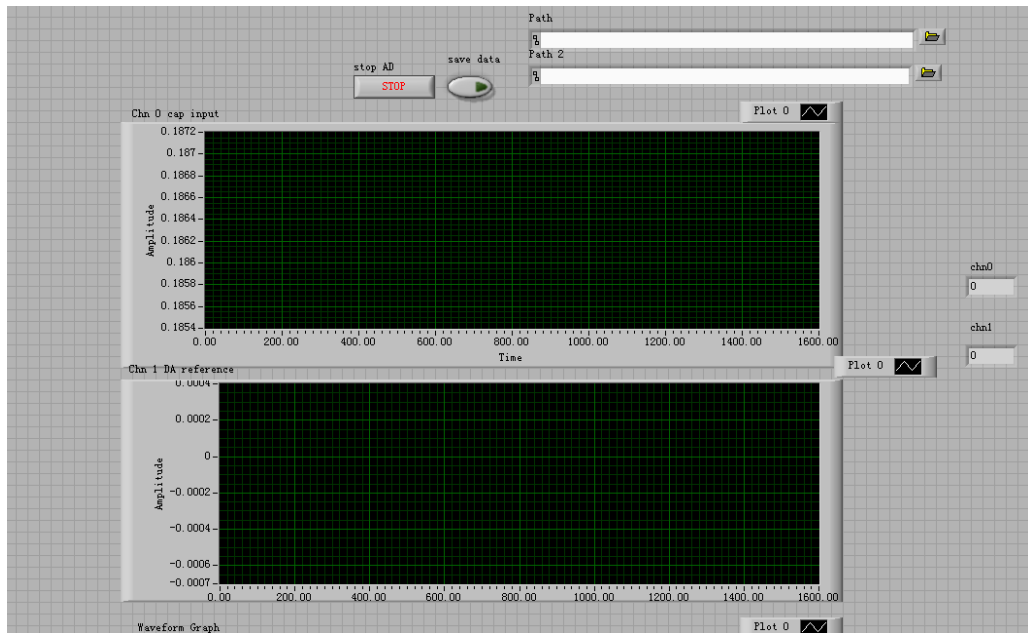 Path
Path 2
stop AD
save data
STOP
Chn 0 cap input
Plot 0
0.1872
0.187
0.1868
0.1866
0.1864
0.1862
0.186
0.1858
0.1856
0.1854
Amplitude
0.00 200.00 400.00 600.00 800.00 1000.00 1200.00 1400.00 1600.00
Time
chn0
0
chn1
0
Chn 1 DA reference
Plot 0
0.0004
0.0002
0
-0.0002
-0.0004
-0.0006
-0.0007
Amplitude
0.00 200.00 400.00 600.00 800.00 1000.00 1200.00 1400.00 1600.00
Waveform Graph
Plot 0